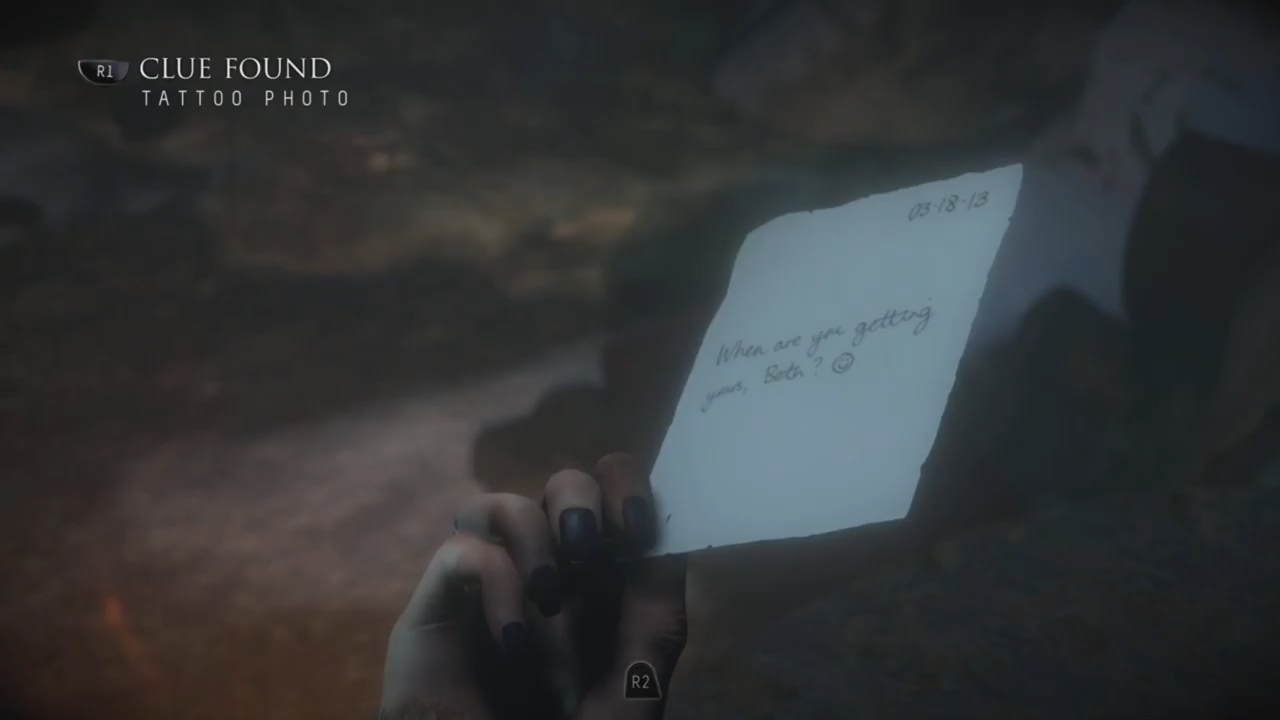 R1 CLUE FOUND
TATTOO PHOTO
03-18-13
When are you getting
yours, Beth? ☺
R2